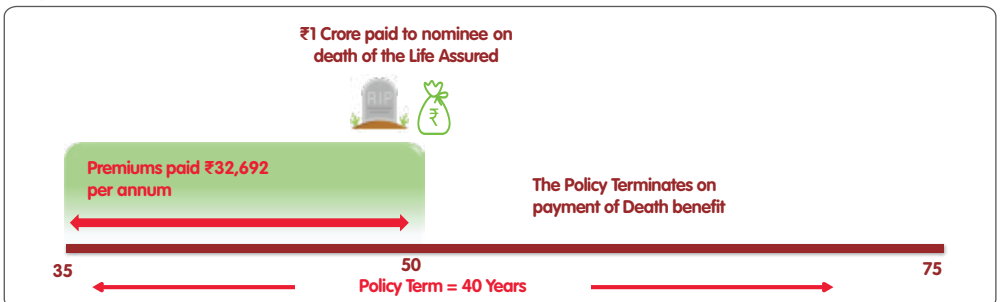 ₹1 Crore paid to nominee on
death of the Life Assured
RIP
₹
Premiums paid ₹32,692
per annum
The Policy Terminates on
payment of Death benefit
35
50
75
Policy Term = 40 Years